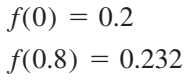 f(0) = 0.2
f(0.8) = 0.232